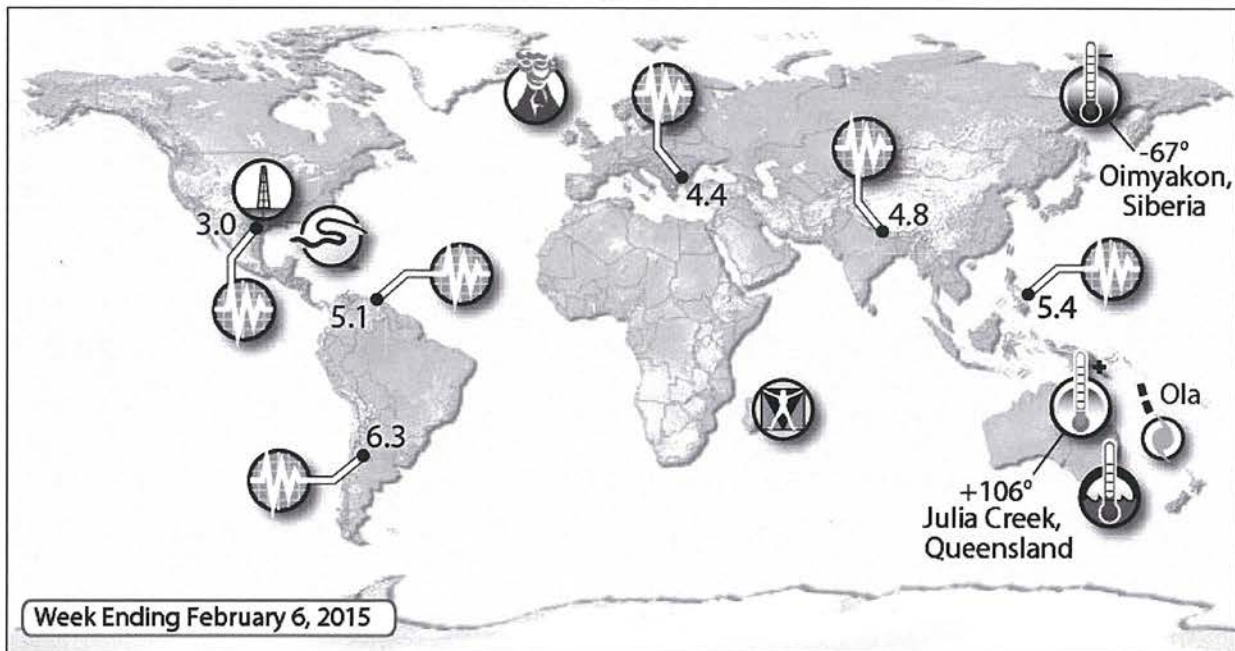 -67°
Oimyakon,
Siberia
4.4
4.8
3.0
5.1
5.4
Ola
6.3
+106°
Julia Creek,
Queensland
Week Ending February 6, 2015